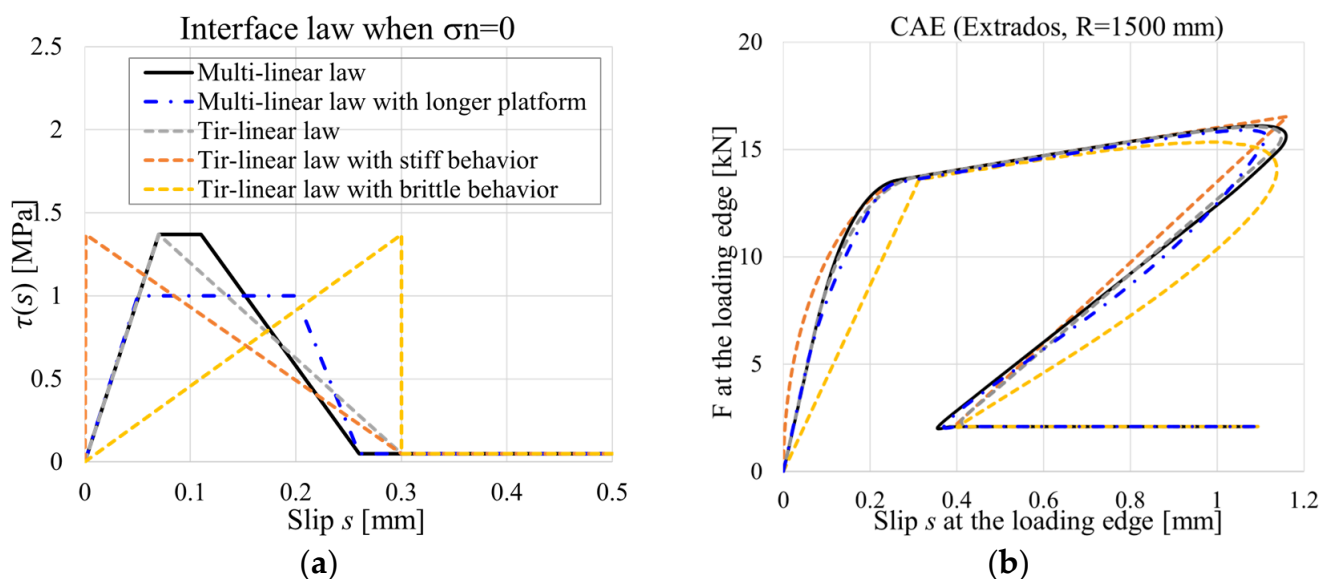 Interface law when σn=0
2.5
2
1.5
1
0.5
0
τ(s) [MPa]
Multi-linear law
Multi-linear law with longer platform
Tir-linear law
Tir-linear law with stiff behavior
Tir-linear law with brittle behavior
0 0.1 0.2 0.3 0.4 0.5
Slip s [mm]
(a)
CAE (Extrados, R=1500 mm)
20
15
10
5
0
F at the loading edge [kN]
0 0.2 0.4 0.6 0.8 1 1.2
Slip s at the loading edge [mm]
(b)